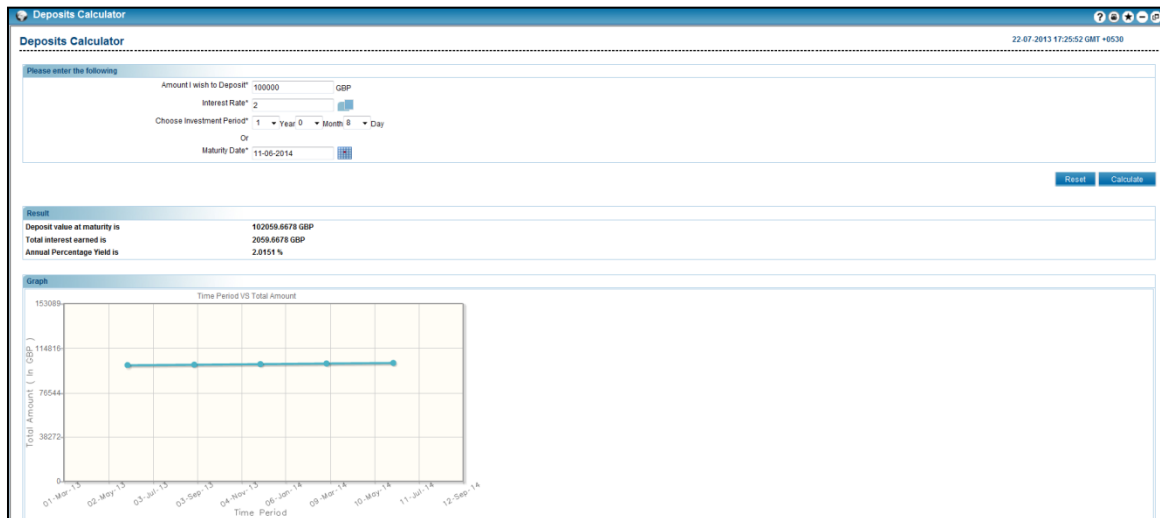 Deposits Calculator
Deposits Calculator
22-07-2013 17:25:52 GMT +0530
Please enter the following
Amount I wish to Deposit* 100000 GBP
Interest Rate* 2
Choose Investment Period* 1 Year 0 Month 8 Day
Or
Maturity Date* 11-06-2014
Reset Calculate
Result
Deposit value at maturity is 102059.6678 GBP
Total interest earned is 2059.6678 GBP
Annual Percentage Yield is 2.0151 %
Graph
Time Period VS Total Amount
153089
114816
76544
38272
0
Total Amount ( In GBP )
01-Mar-13 02-May-13 03-Jul-13 03-Sep-13 04-Nov-13 06-Jan-14 09-Mar-14 10-May-14 11-Jul-14 12-Sep-14
Time Period